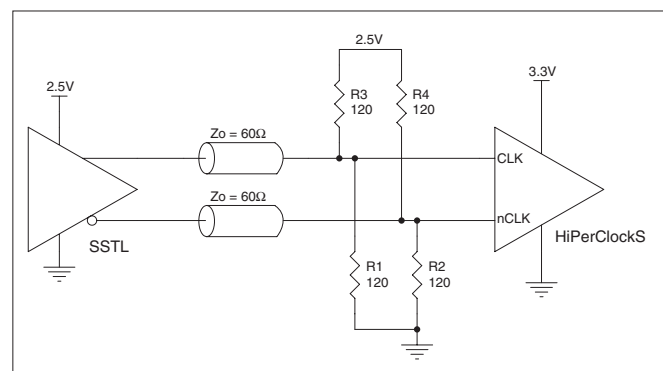 2.5V
2.5V
3.3V
R3
120
R4
120
Zo = 60Ω
CLK
Zo = 60Ω
nCLK
SSTL
HiPerClockS
R1
120
R2
120